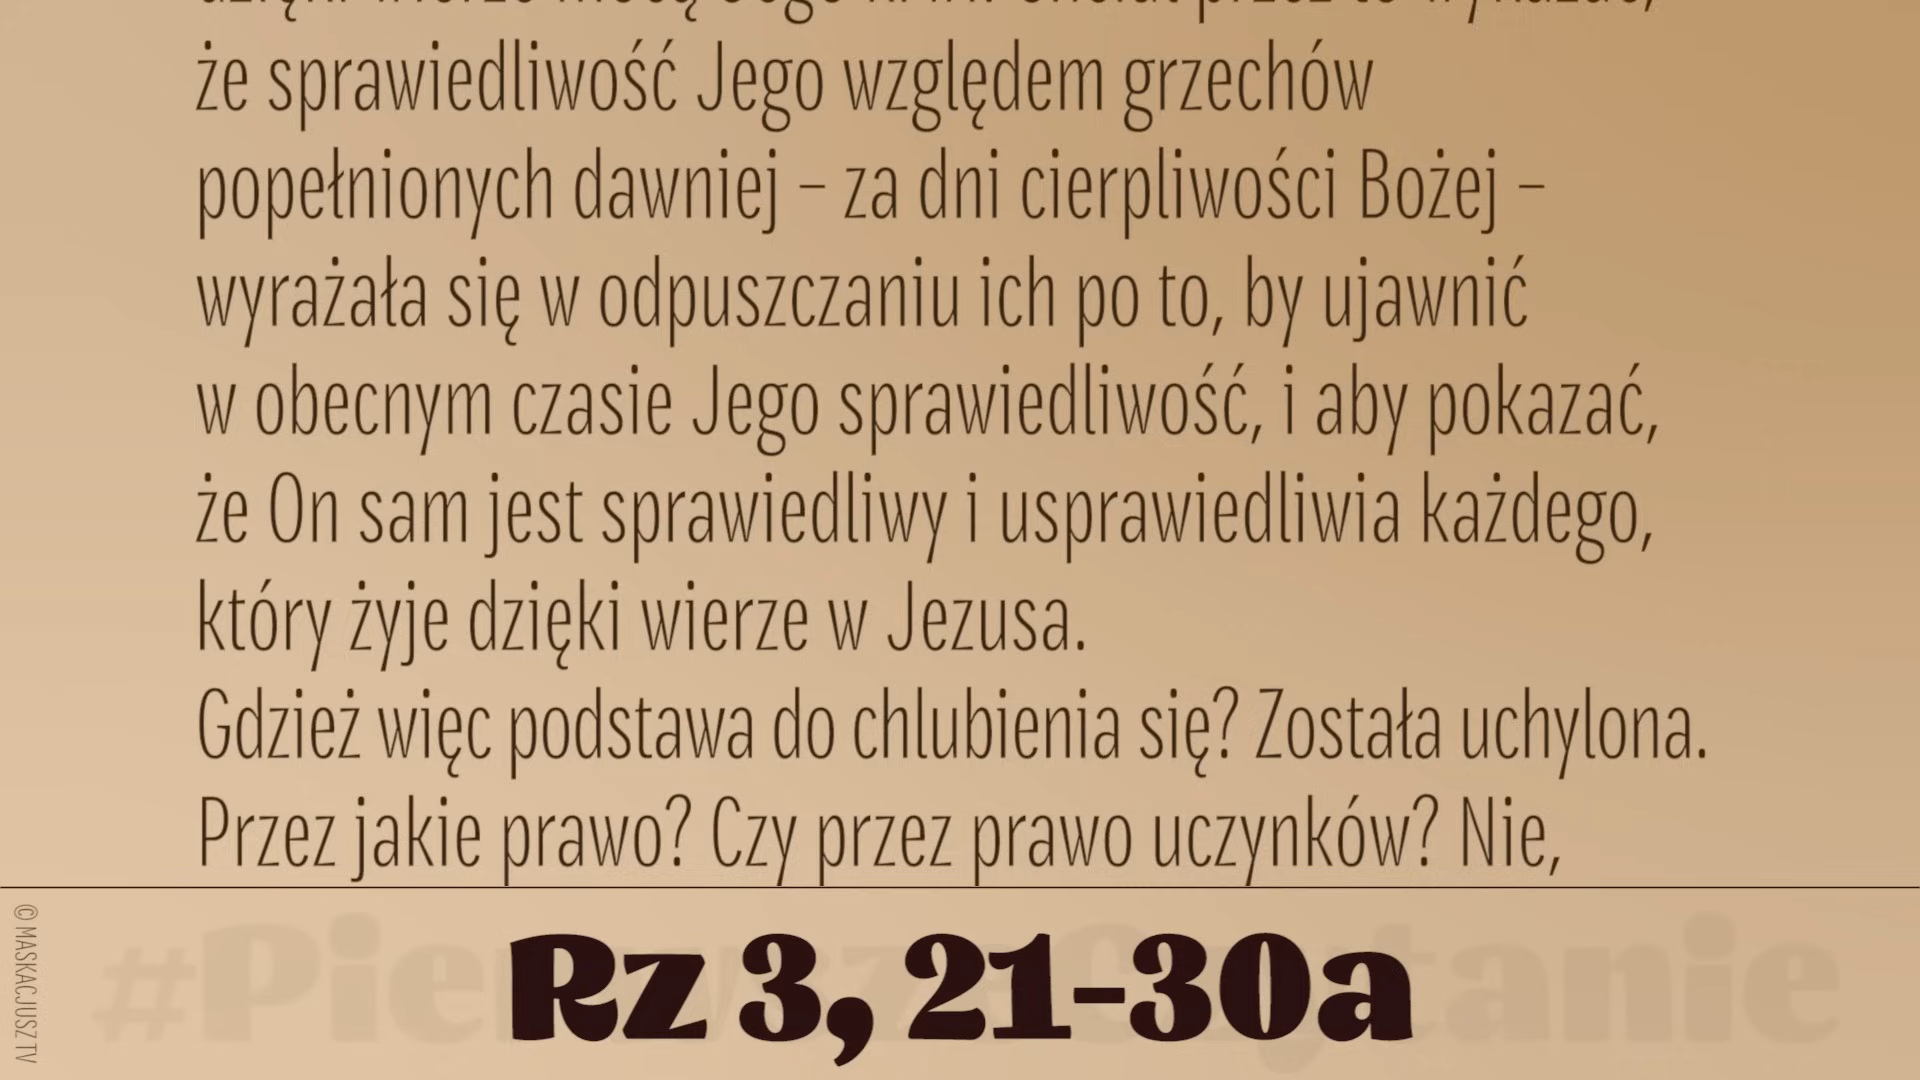 że sprawiedliwość Jego względem grzechów
popełnionych dawniej – za dni cierpliwości Bożej –
wyrażała się w odpuszczaniu ich po to, by ujawnić
w obecnym czasie Jego sprawiedliwość, i aby pokazać,
że On sam jest sprawiedliwy i usprawiedliwia każdego,
który żyje dzięki wierze w Jezusa.
Gdzież więc podstawa do chlubienia się? Została uchylona.
Przez jakie prawo? Czy przez prawo uczynków? Nie,
Rz 3, 21-30a
© MASKACJUSZ TV